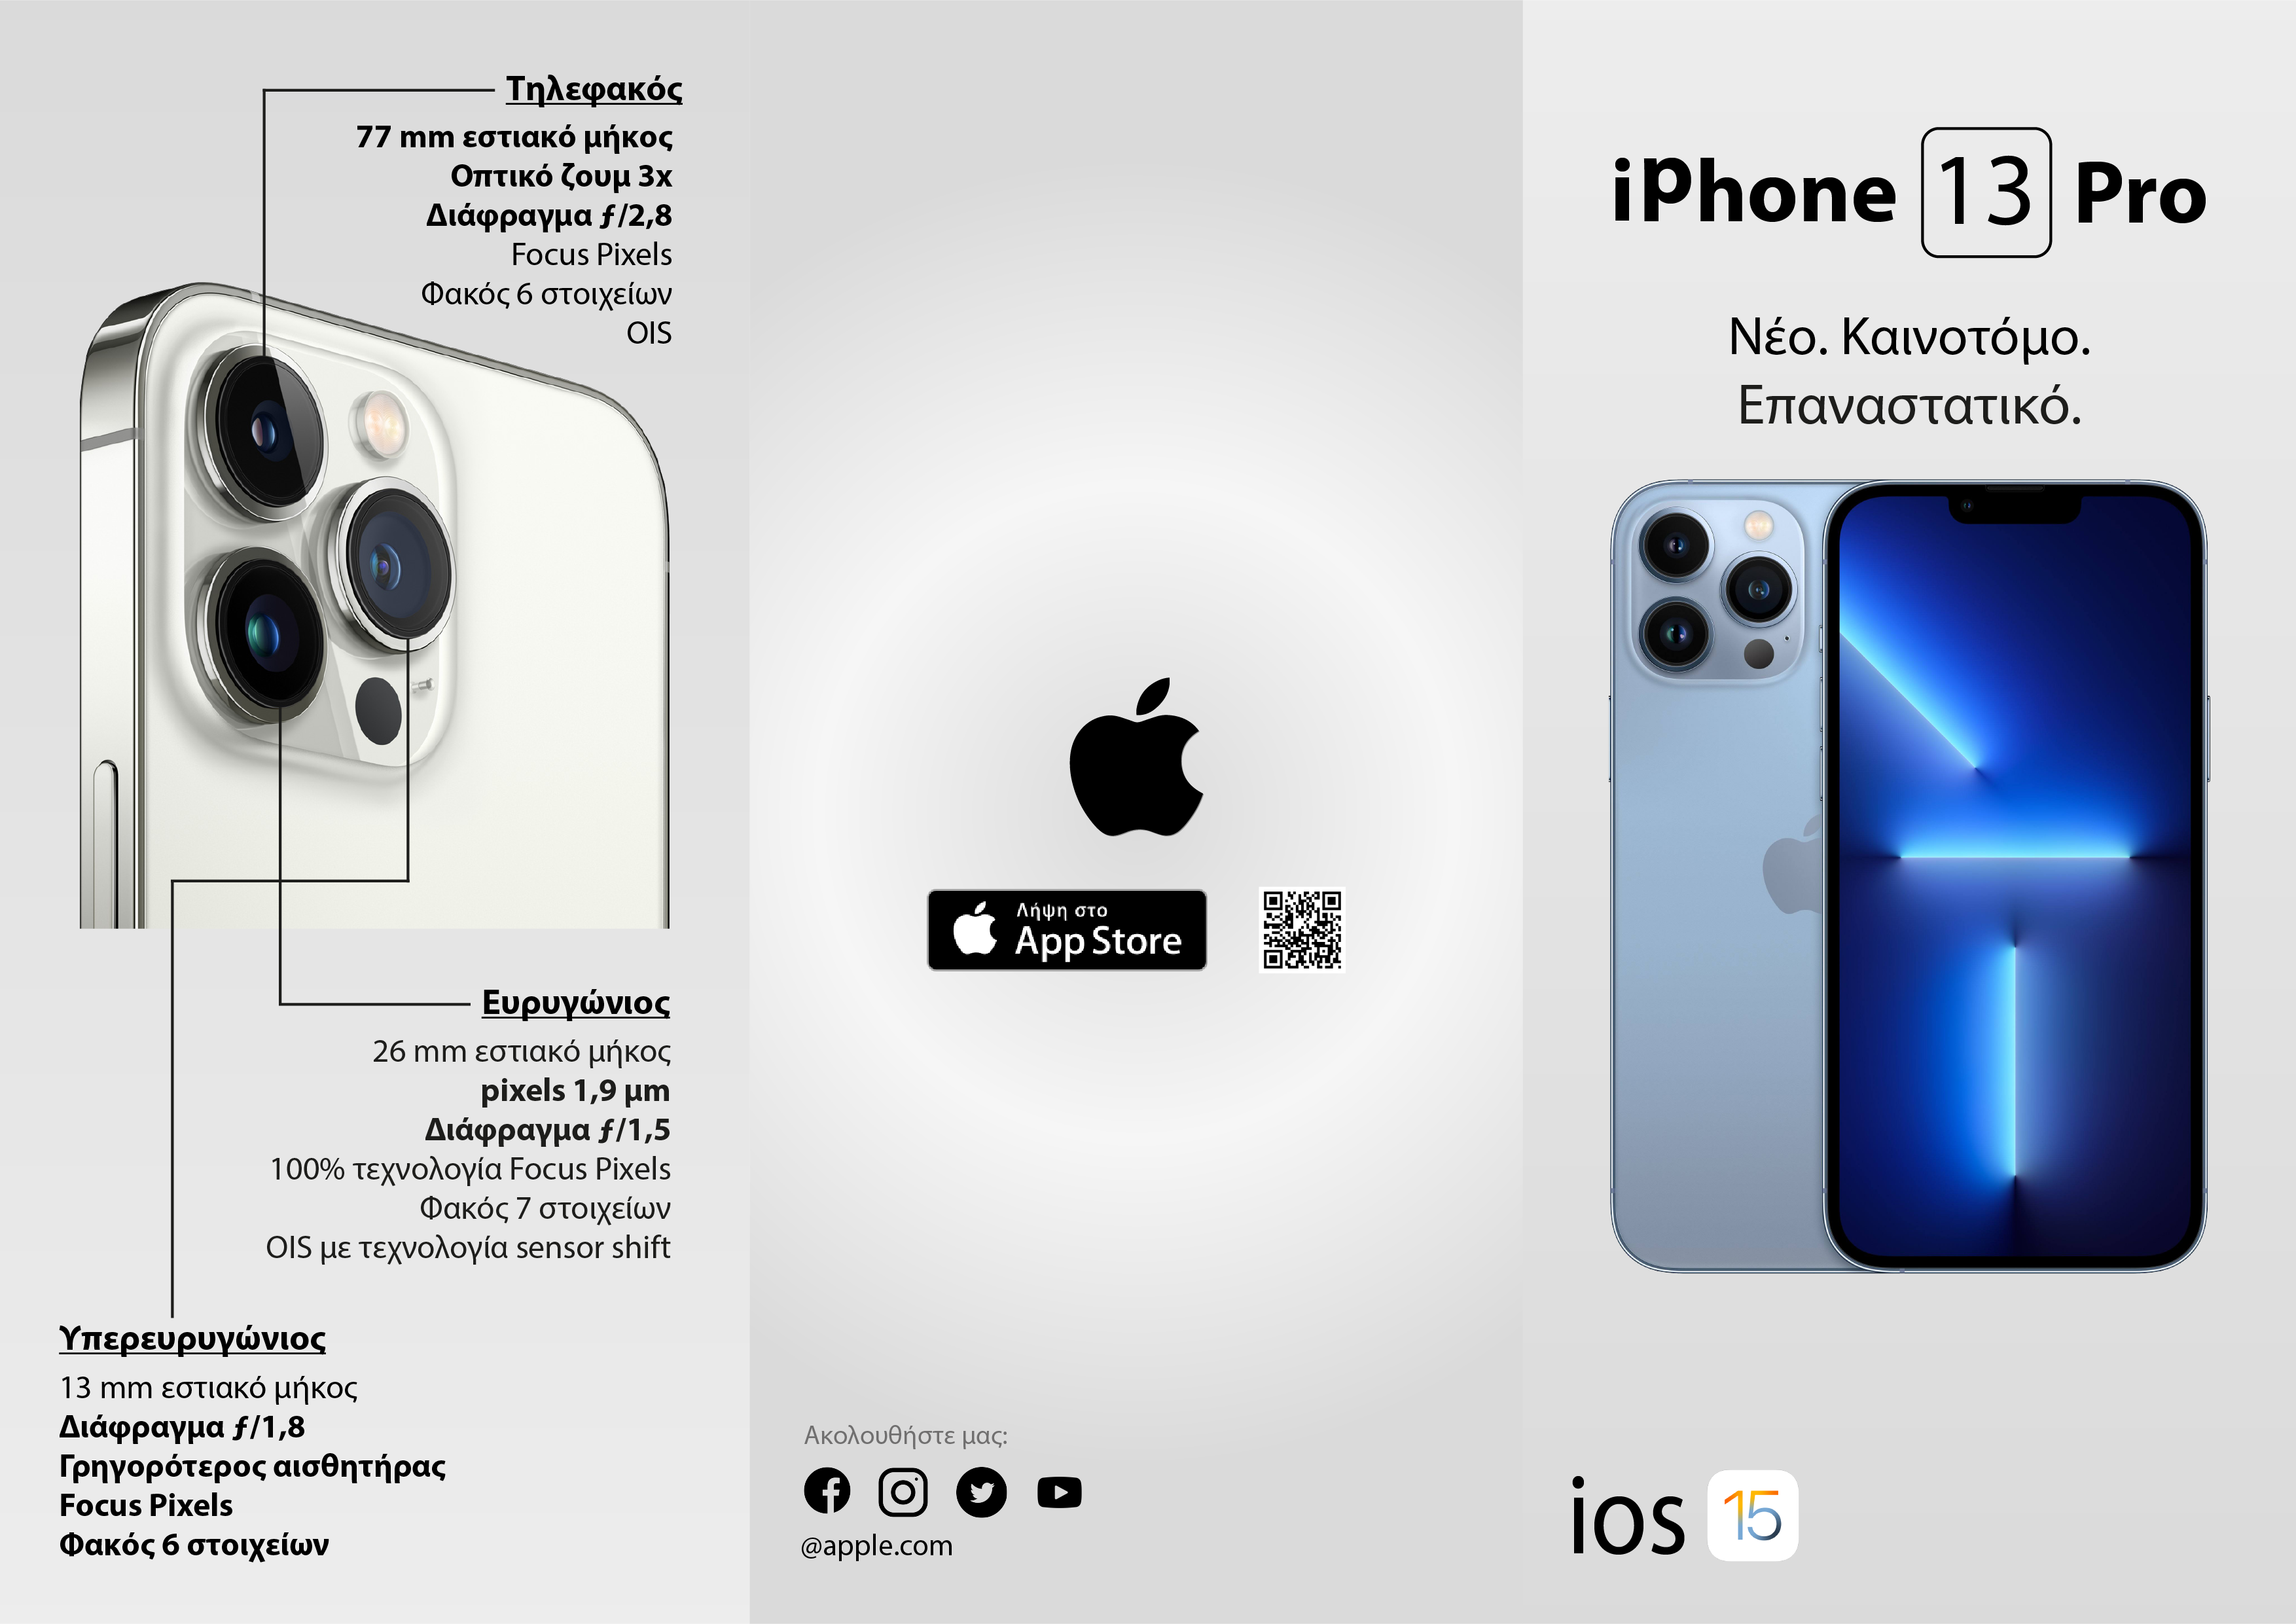 Τηλεφακός
77 mm εστιακό μήκος
Οπτικό ζουμ 3x
Διάφραγμα ƒ/2,8
Focus Pixels
Φακός 6 στοιχείων
OIS
Ευρυγώνιος
26 mm εστιακό μήκος
pixels 1,9 μm
Διάφραγμα ƒ/1,5
100% τεχνολογία Focus Pixels
Φακός 7 στοιχείων
OIS με τεχνολογία sensor shift
Υπερευρυγώνιος
13 mm εστιακό μήκος
Διάφραγμα ƒ/1,8
Γρηγορότερος αισθητήρας
Focus Pixels
Φακός 6 στοιχείων
Λήψη στο
App Store
Ακολουθήστε μας:
@apple.com
iPhone 13 Pro
Νέο. Καινοτόμο.
Επαναστατικό.
ios 15